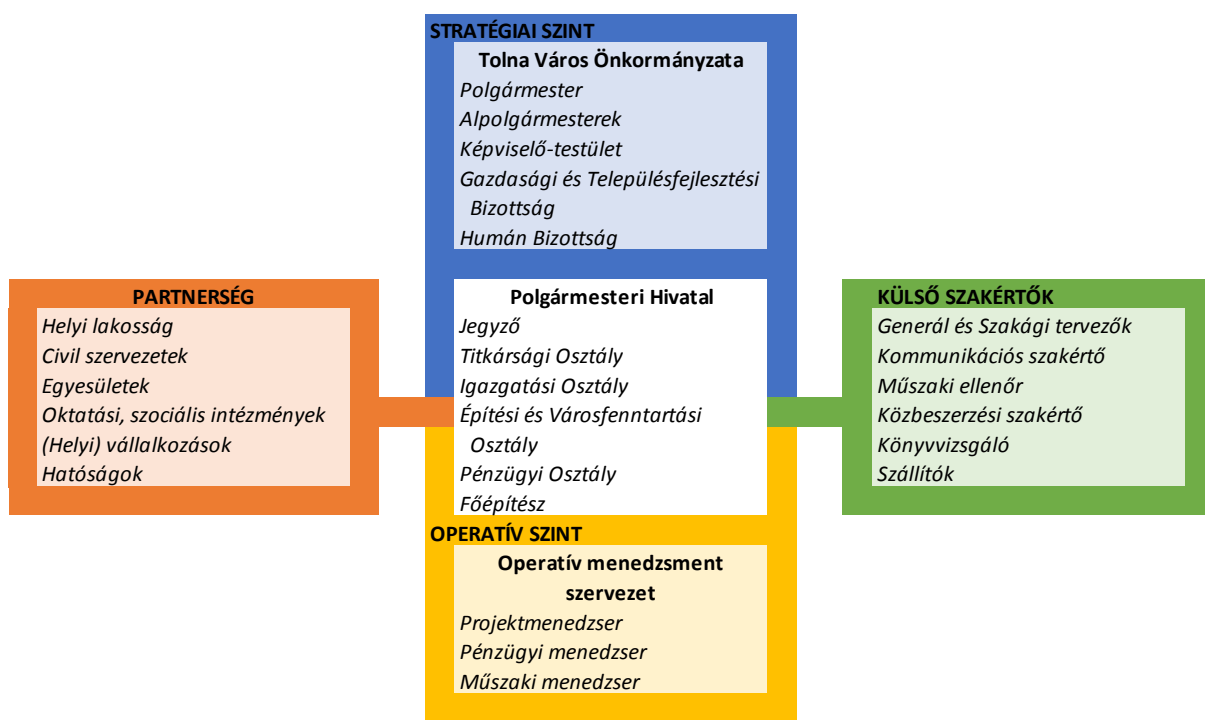 STRATÉGIAI SZINT
Tolna Város Önkormányzata
Polgármester
Alpolgármesterek
Képviselő-testület
Gazdasági és Településfejlesztési
Bizottság
Humán Bizottság
PARTNERSÉG
Helyi lakosság
Civil szervezetek
Egyesületek
Oktatási, szociális intézmények
(Helyi) vállalkozások
Hatóságok
Polgármesteri Hivatal
Jegyző
Titkársági Osztály
Igazgatási Osztály
Építési és Városfenntartási
Osztály
Pénzügyi Osztály
Főépítész
KÜLSŐ SZAKÉRTŐK
Generál és Szakági tervezők
Kommunikációs szakértő
Műszaki ellenőr
Közbeszerzési szakértő
Könyvvizsgáló
Szállítók
OPERATÍV SZINT
Operatív menedzsment
szervezet
Projektmenedzser
Pénzügyi menedzser
Műszaki menedzser